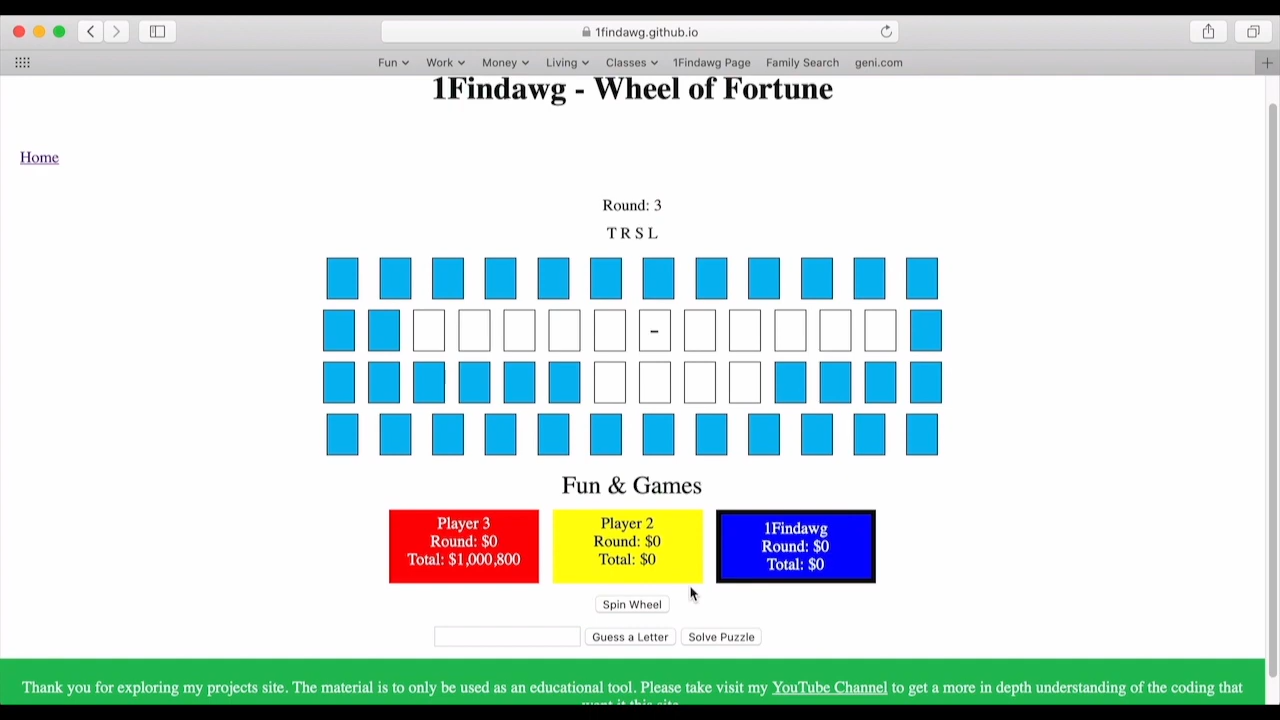 1findawg.github.io
Fun Work Money Living Classes 1Findawg Page Family Search geni.com
1Findawg - Wheel of Fortune
Home
Round: 3
T R S L
-
Fun & Games
Player 3
Round: $0
Total: $1,000,800
Player 2
Round: $0
Total: $0
1Findawg
Round: $0
Total: $0
Spin Wheel
Guess a Letter Solve Puzzle
Thank you for exploring my projects site. The material is to only be used as an educational tool. Please take visit my YouTube Channel to get a more in depth understanding of the coding that